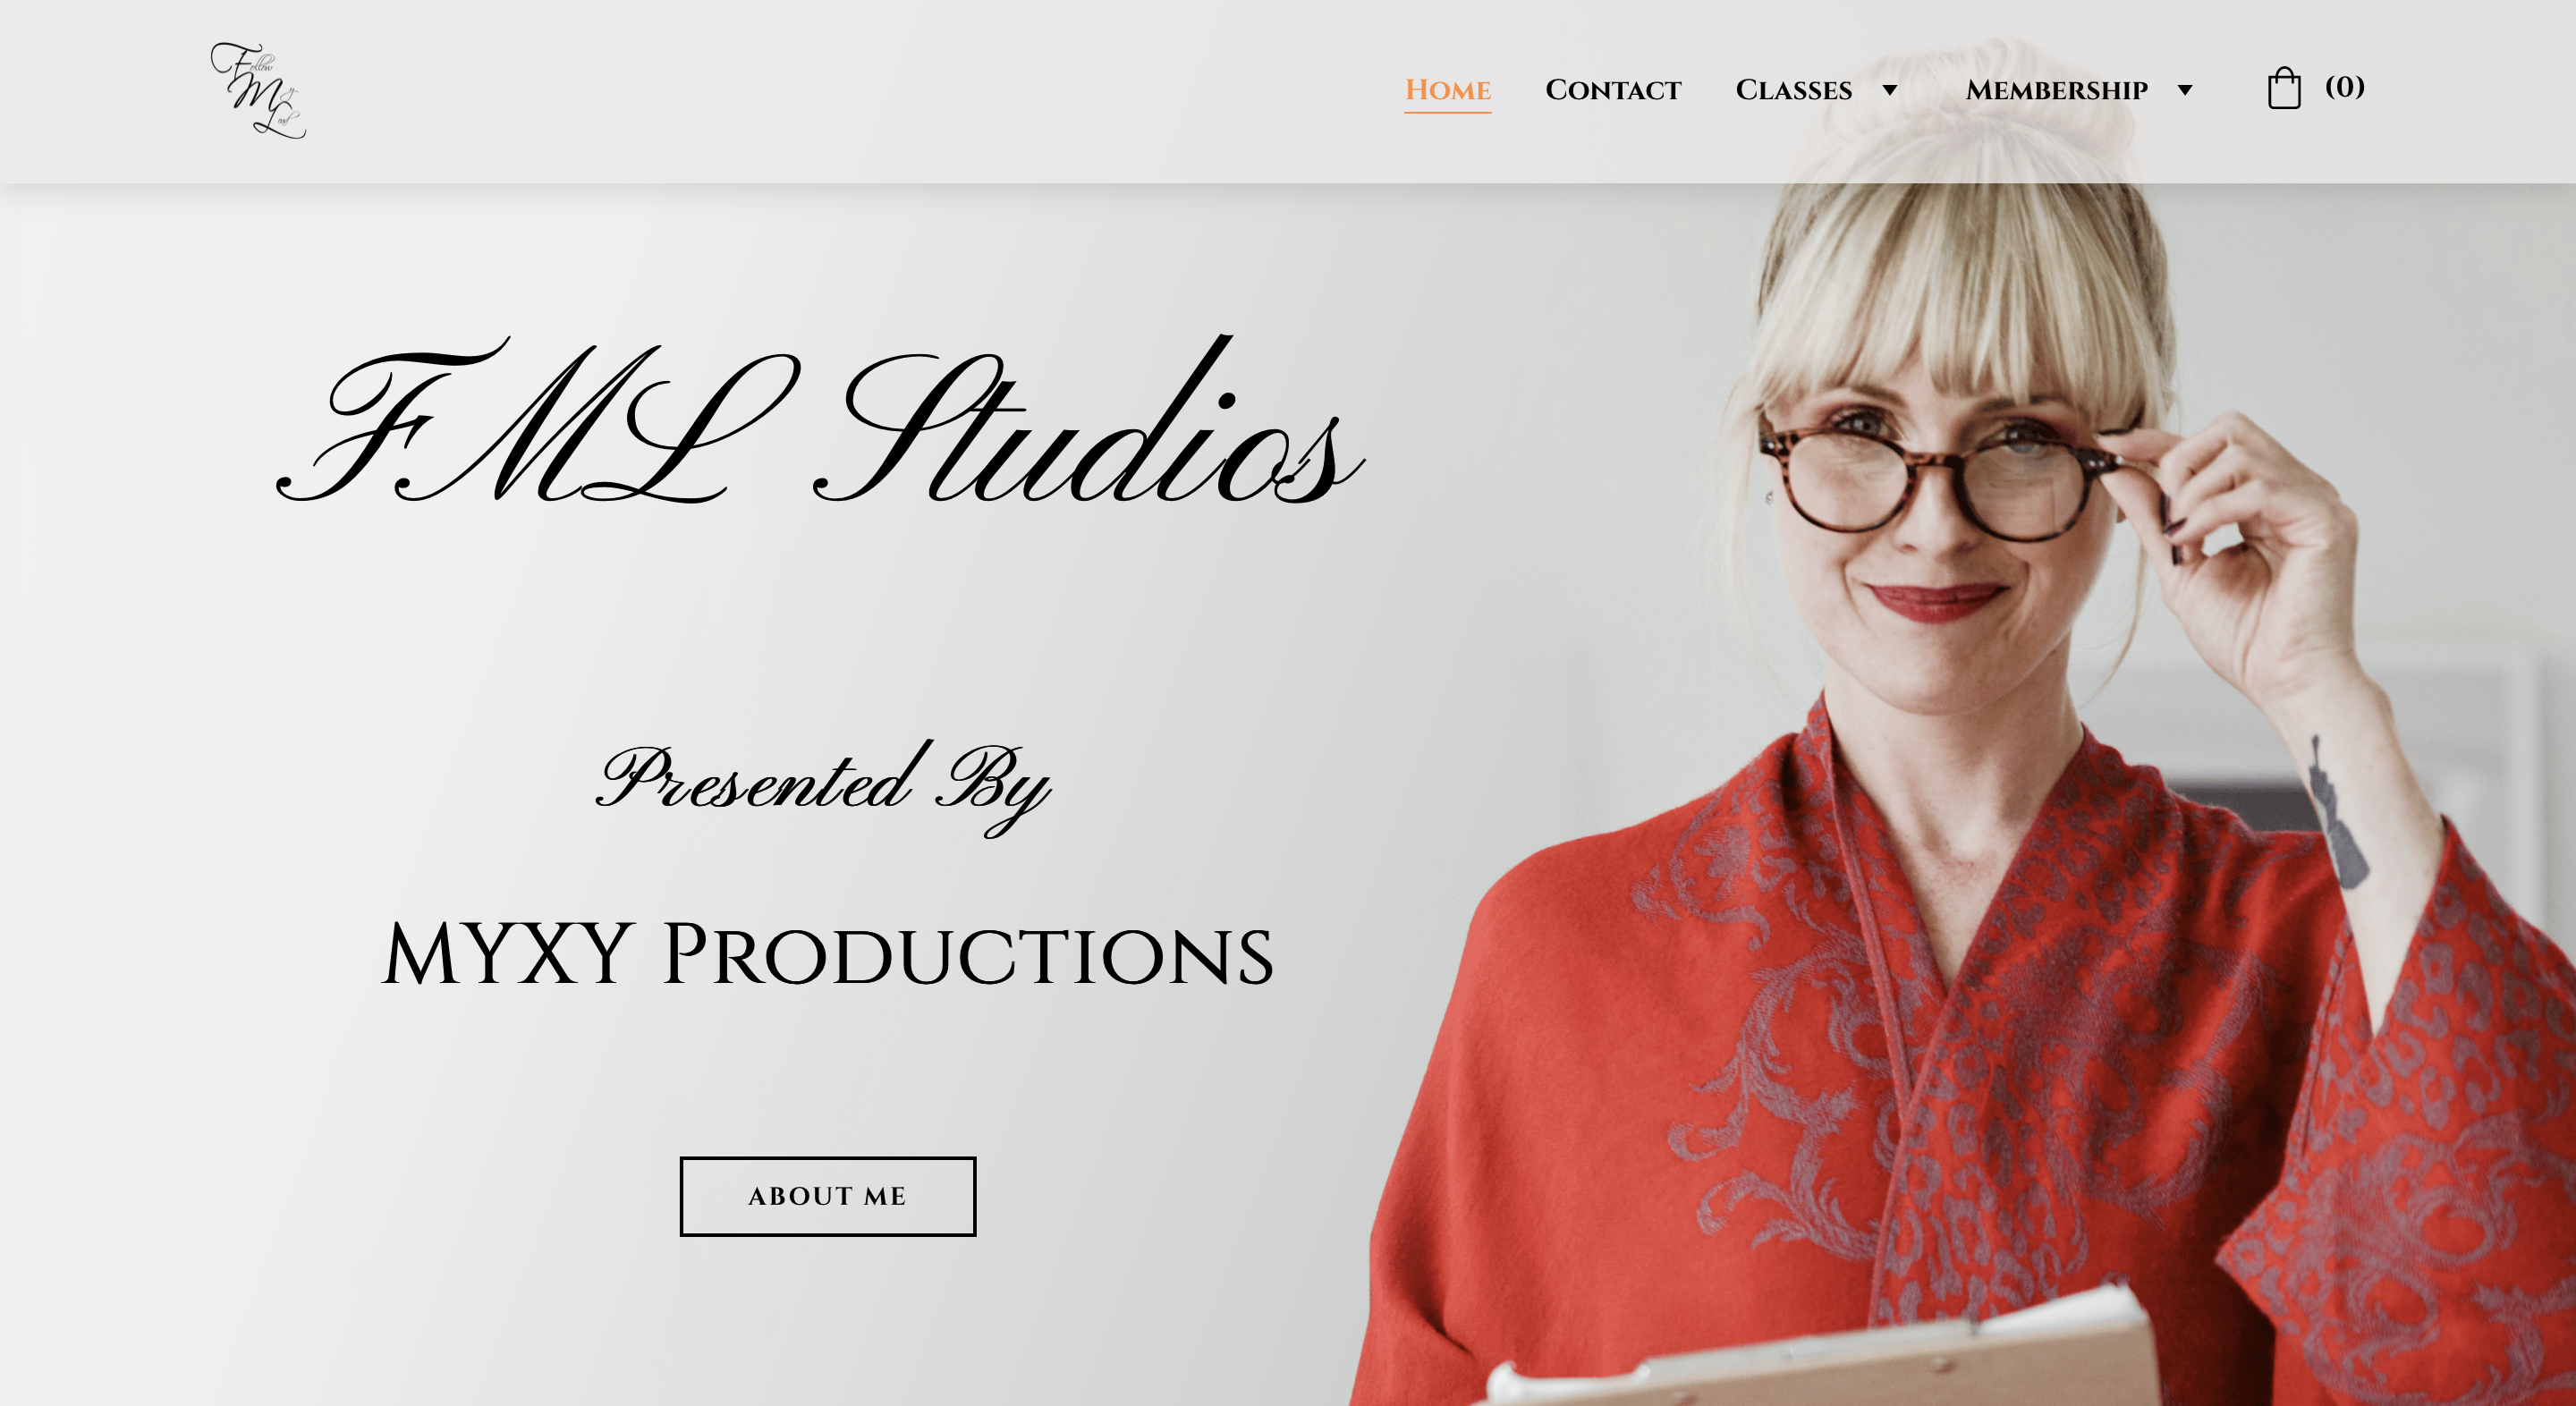 Follow
My
Lead
Home Contact Classes Membership (0)
FML Studios
Presented By
MYXY Productions
ABOUT ME